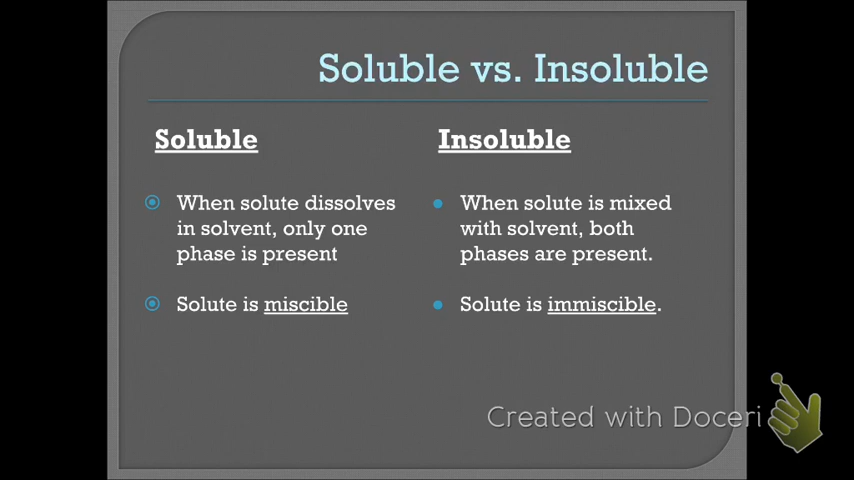 Soluble vs. Insoluble
Soluble
When solute dissolves
in solvent, only one
phase is present
Solute is miscible
Insoluble
When solute is mixed
with solvent, both
phases are present.
Solute is immiscible.
Created with Doceri